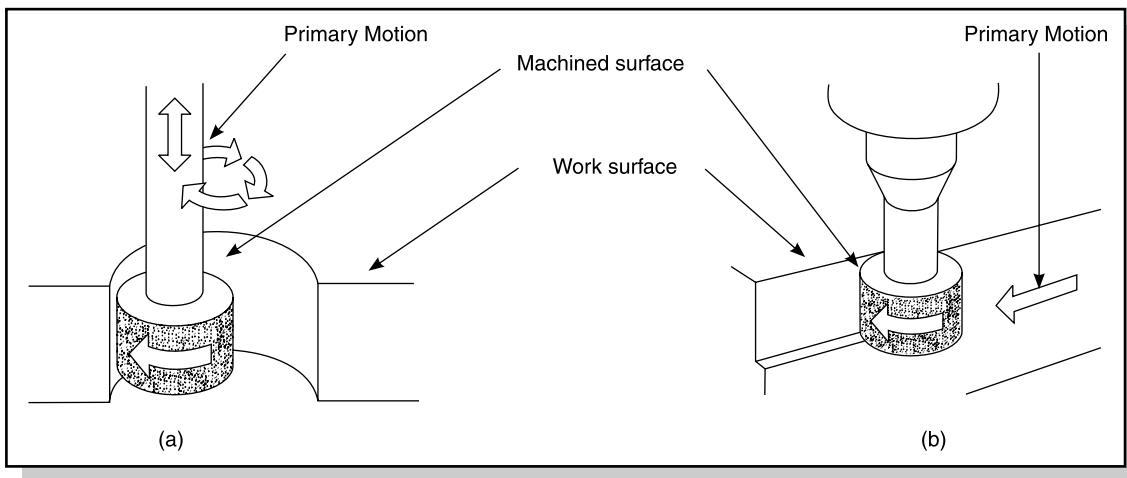 Primary Motion
Primary Motion
Machined surface
Work surface
(a)
(b)